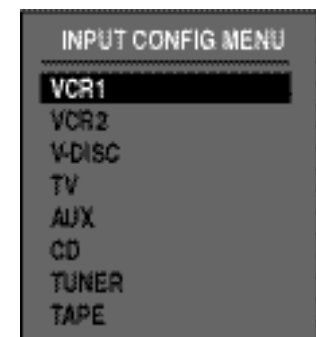 INPUT CONFIG MENU
VCR1
VCR2
V-DISC
TV
AUX
CD
TUNER
TAPE